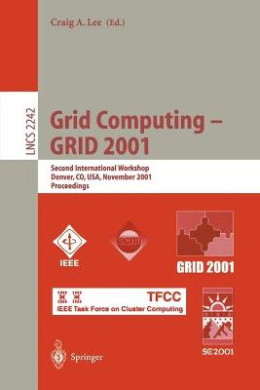 Craig A. Lee (Ed.)
LNCS 2242
Grid Computing –
GRID 2001
Second International Workshop
Denver, CO, USA, November 2001
Proceedings
IEEE
GRID 2001
TFCC
IEEE Task Force on Cluster Computing
Springer
SC2001